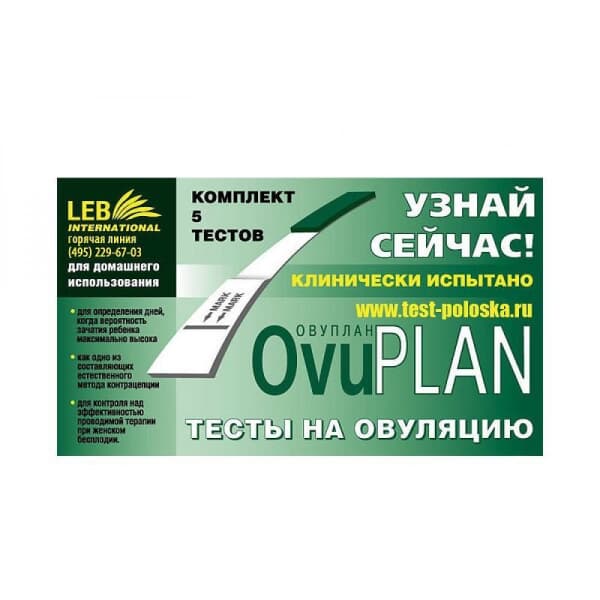 LEB
INTERNATIONAL
горячая линия
(495) 229-67-03
для домашнего
использования
• для определения дней,
когда вероятность
зачатия ребенка
максимально высока
• как одно из
составляющих
естественного
метода контрацепции
• для контроля над
эффективностью
проводимой терапии
при женском
бесплодии.
КОМПЛЕКТ
5
ТЕСТОВ
MARK
MARK
УЗНАЙ
СЕЙЧАС!
КЛИНИЧЕСКИ ИСПЫТАНО
www.test-poloska.ru
ОВУПЛАН
OvuPLAN
ТЕСТЫ НА ОВУЛЯЦИЮ